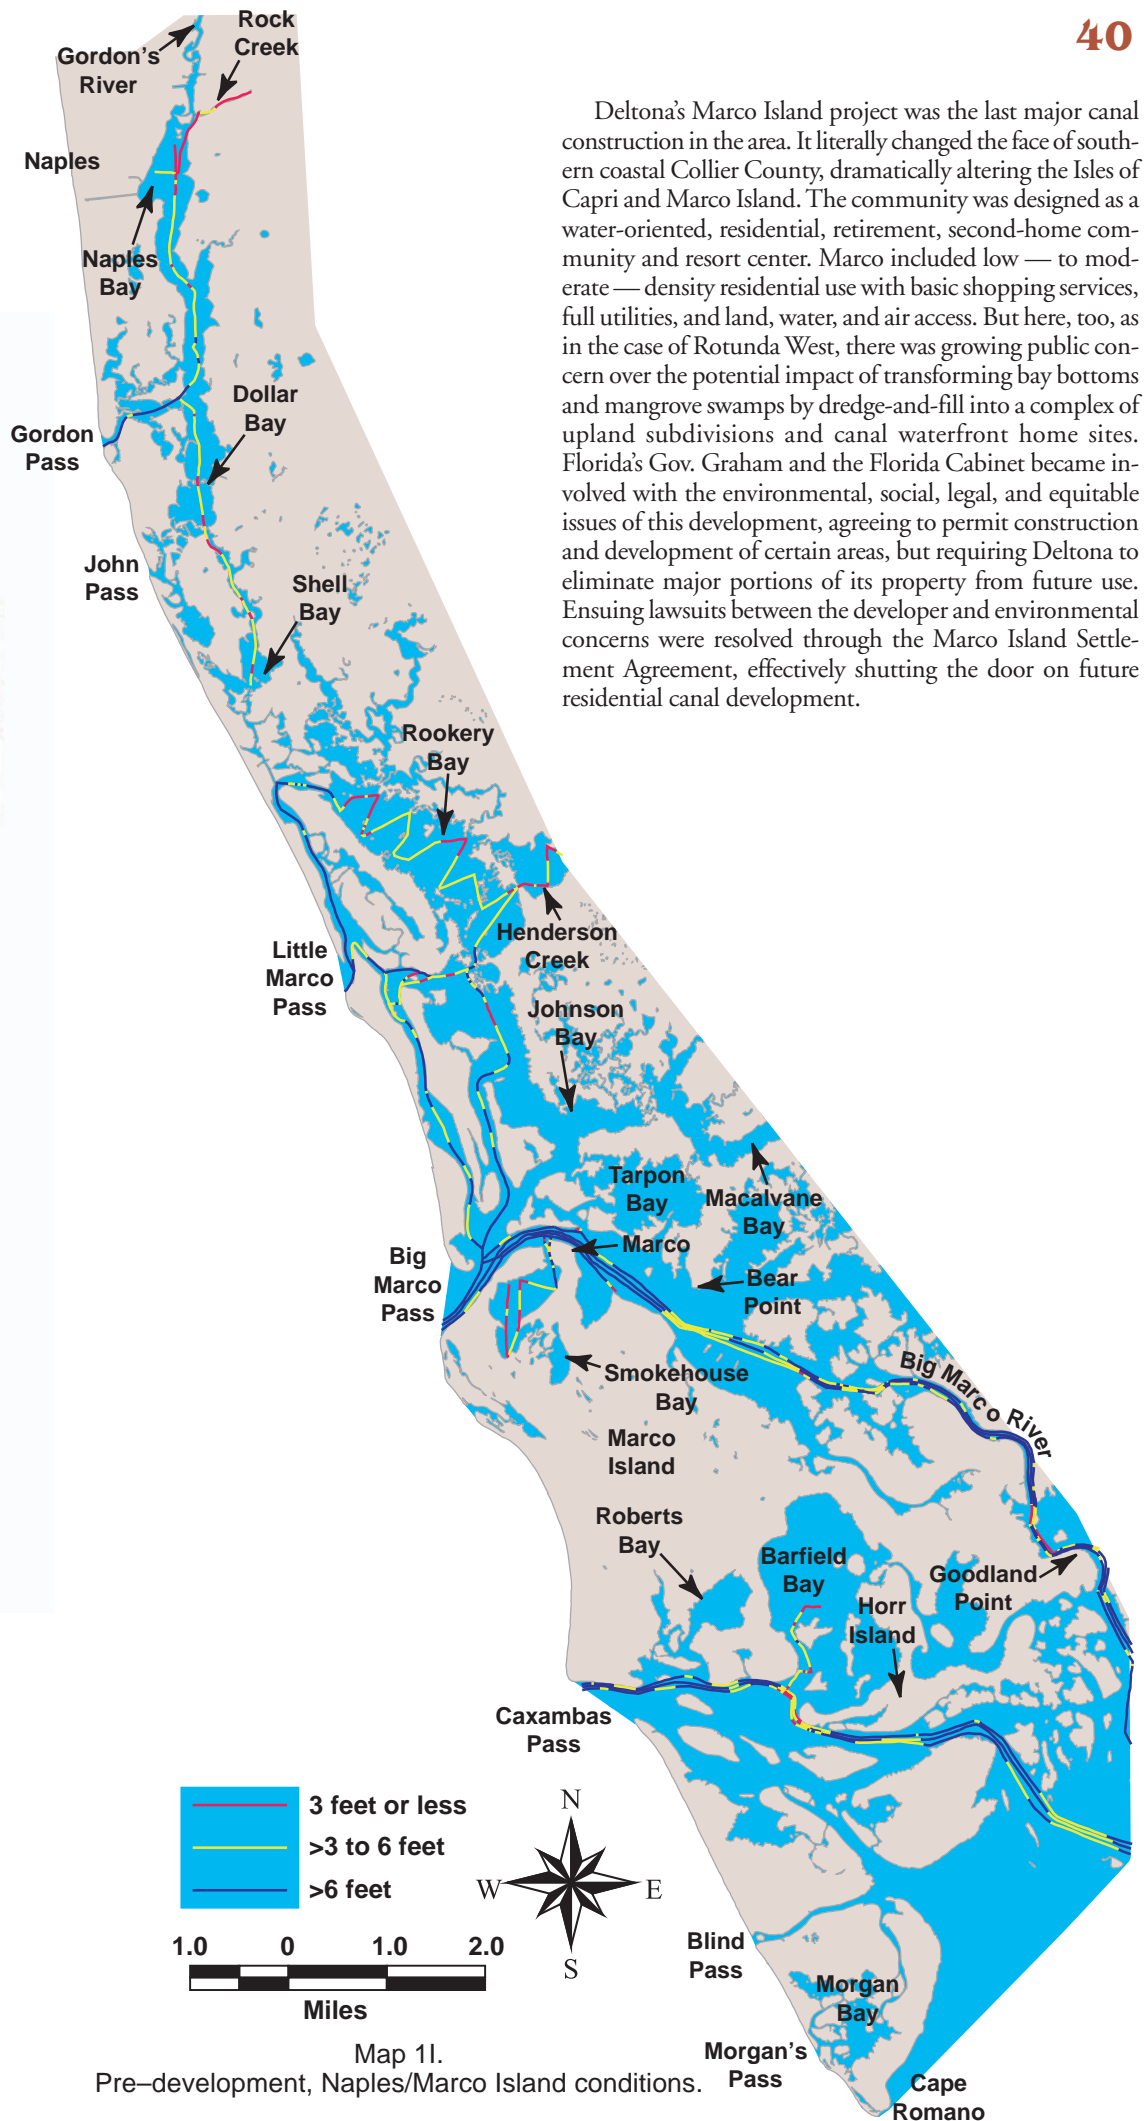 40
Deltona's Marco Island project was the last major canal
construction in the area. It literally changed the face of south-
ern coastal Collier County, dramatically altering the Isles of
Capri and Marco Island. The community was designed as a
water-oriented, residential, retirement, second-home com-
munity and resort center. Marco included low — to mod-
erate — density residential use with basic shopping services,
full utilities, and land, water, and air access. But here, too, as
in the case of Rotunda West, there was growing public con-
cern over the potential impact of transforming bay bottoms
and mangrove swamps by dredge-and-fill into a complex of
upland subdivisions and canal waterfront home sites.
Florida's Gov. Graham and the Florida Cabinet became in-
volved with the environmental, social, legal, and equitable
issues of this development, agreeing to permit construction
and development of certain areas, but requiring Deltona to
eliminate major portions of its property from future use.
Ensuing lawsuits between the developer and environmental
concerns were resolved through the Marco Island Settle-
ment Agreement, effectively shutting the door on future
residential canal development.
Rock
Creek
Gordon's
River
Naples
Naples
Bay
Dollar
Bay
Gordon
Pass
John
Pass
Shell
Bay
Rookery
Bay
Henderson
Creek
Little
Marco
Pass
Johnson
Bay
Tarpon
Bay
Macalvane
Bay
Marco
Big
Marco
Pass
Bear
Point
Big Marco River
Smokehouse
Bay
Marco
Island
Roberts
Bay
Barfield
Bay
Goodland
Point
Horr
Island
Caxambas
Pass
3 feet or less
>3 to 6 feet
>6 feet
N
W
E
S
1.0 0 1.0 2.0
Miles
Blind
Pass
Morgan
Bay
Morgan's
Pass
Cape
Romano
Map 1I.
Pre–development, Naples/Marco Island conditions.